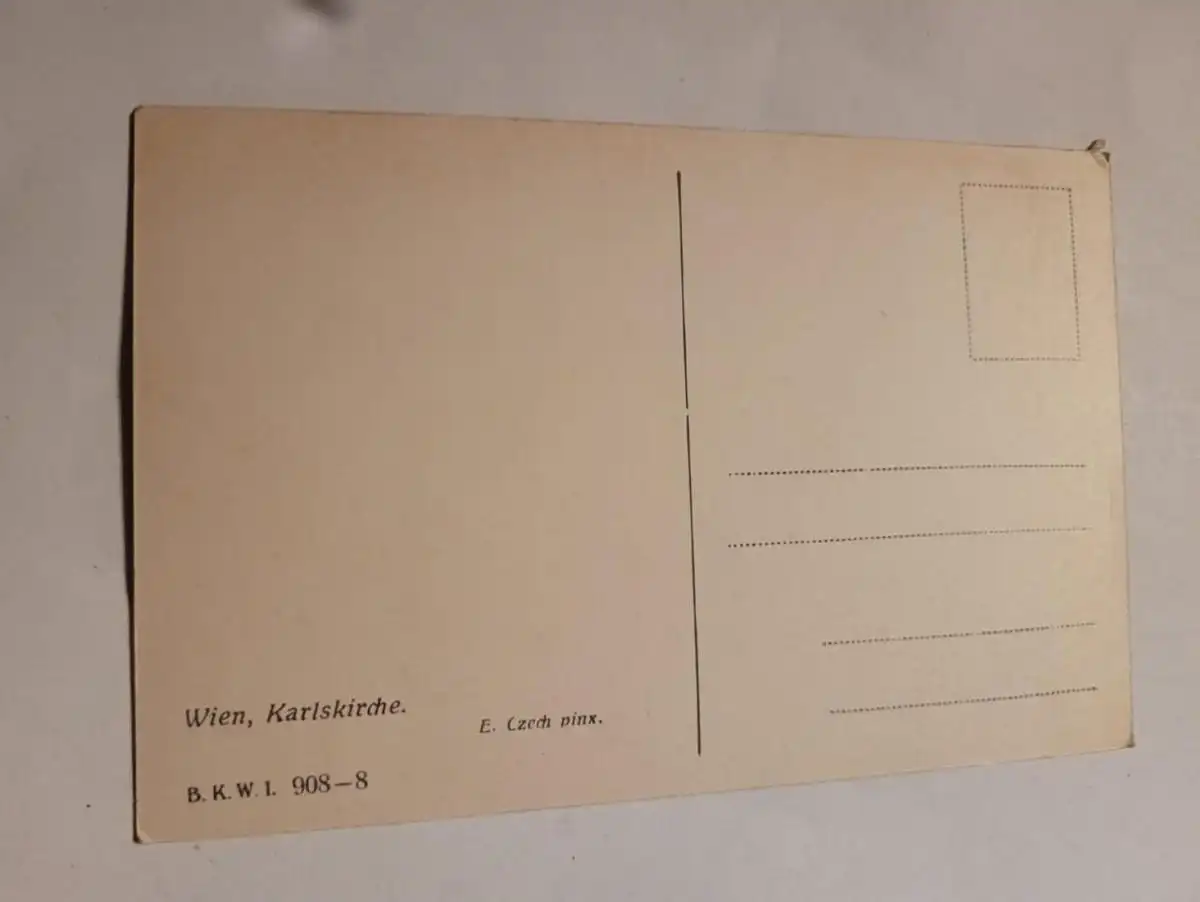 Wien, Karlskirche.
E. Czech pinx.
B. K. W. I. 908-8